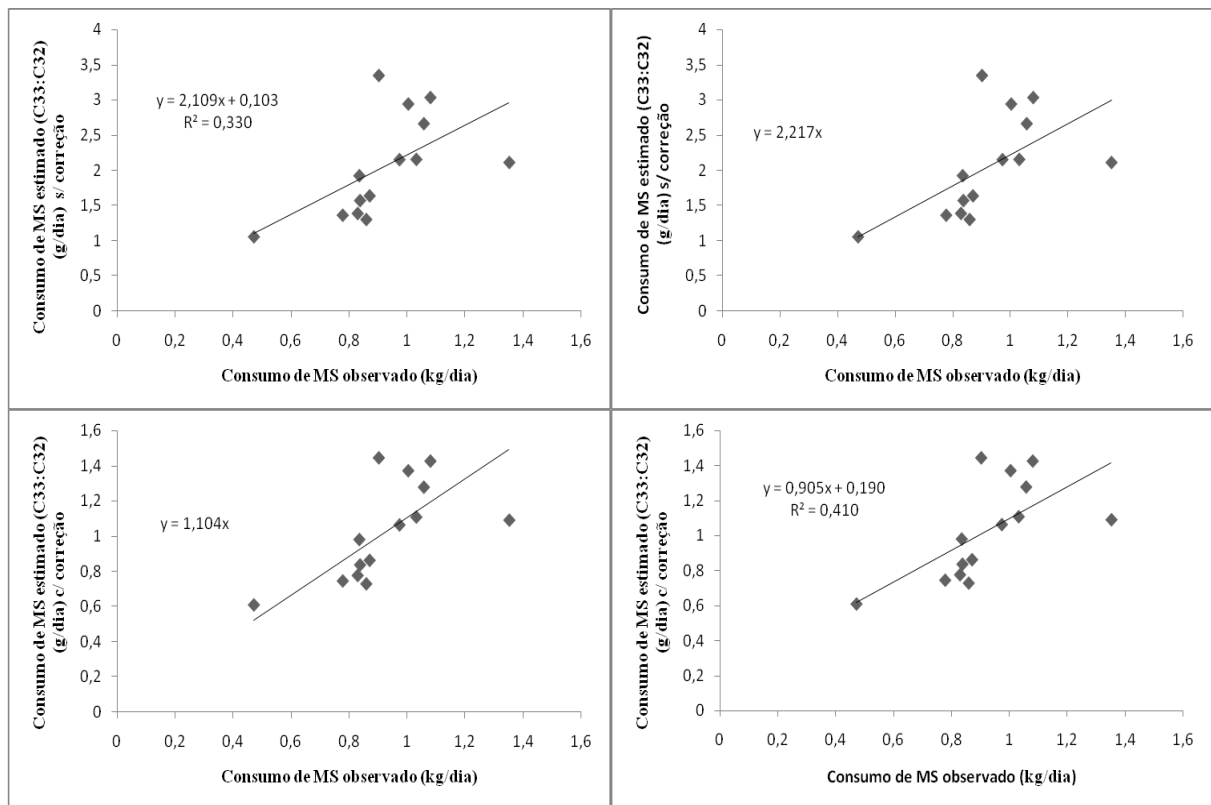 Consumo de MS estimado (C33:C32)
(g/dia) s/ correção
4
3,5
3
2,5
2
1,5
1
0,5
0
y = 2,109x + 0,103
R² = 0,330
0 0,2 0,4 0,6 0,8 1 1,2 1,4 1,6
Consumo de MS observado (kg/dia)
Consumo de MS estimado (C33:C32)
(g/dia) s/ correção
4
3,5
3
2,5
2
1,5
1
0,5
0
y = 2,217x
0 0,2 0,4 0,6 0,8 1 1,2 1,4 1,6
Consumo de MS observado (kg/dia)
Consumo de MS estimado (C33:C32)
(g/dia) c/ correção
1,6
1,4
1,2
1
0,8
0,6
0,4
0,2
0
y = 1,104x
0 0,2 0,4 0,6 0,8 1 1,2 1,4 1,6
Consumo de MS observado (kg/dia)
Consumo de MS estimado (C33:C32)
(g/dia) c/ correção
1,6
1,4
1,2
1
0,8
0,6
0,4
0,2
0
y = 0,905x + 0,190
R² = 0,410
0 0,2 0,4 0,6 0,8 1 1,2 1,4 1,6
Consumo de MS observado (kg/dia)